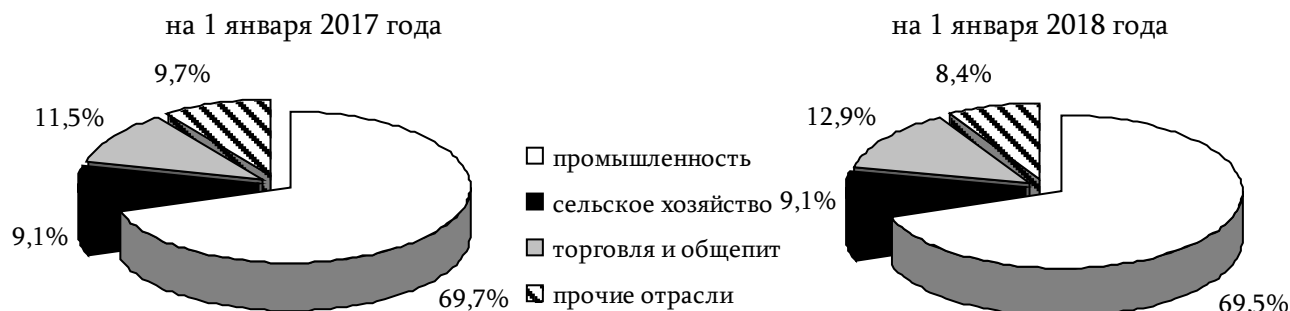 на 1 января 2017 года
на 1 января 2018 года
9,7%
11,5%
9,1%
69,7%
промышленность
сельское хозяйство
торговля и общепит
прочие отрасли
8,4%
12,9%
9,1%
69,5%